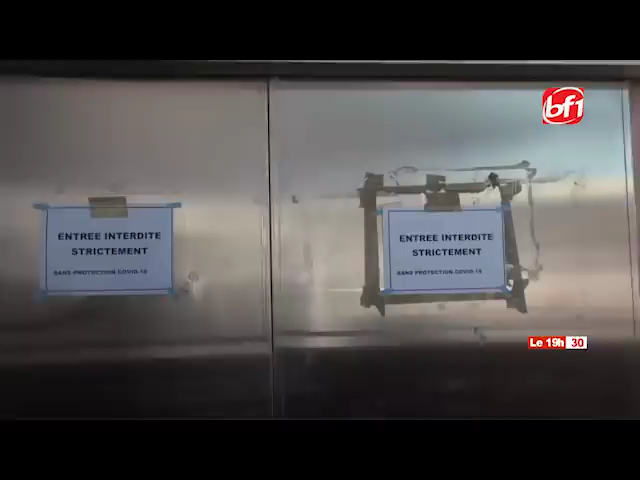 bf1
ENTREE INTERDITE
STRICTEMENT
SANS PROTECTION COVID-19
ENTREE INTERDITE
STRICTEMENT
SANS PROTECTION COVID-19
Le 19h 30